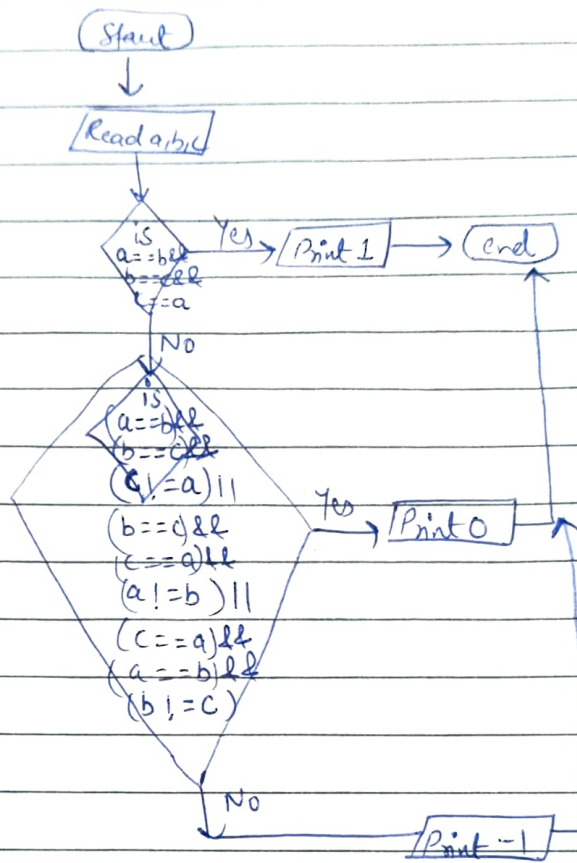 Start
Read a,b,c
is
a==b&&
b==c&&
c==a
Yes
Print 1
end
No
is
(a==b)&&
(b==c)&&
(c!=a)||
(b==c)&&
(c==a)&&
(a!=b)||
(c==a)&&
(a==b)&&
(b!=c)
Yes
Print 0
No
Print -1